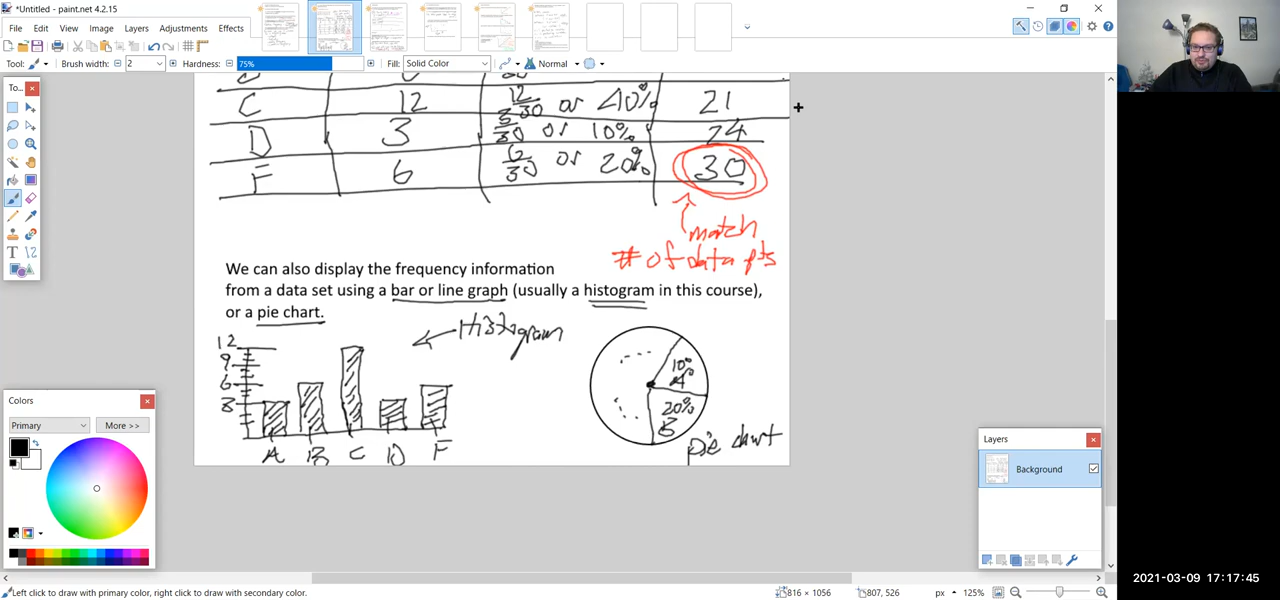 *Untitled - paint.net 4.2.15
File Edit View Image Layers Adjustments Effects
Tool: Brush width: 2 Hardness: 75% Fill: Solid Color Normal
To...
C 12 12/30 or 40% 21
D 3 3/30 or 10% 24
F 6 6/30 or 20% 30
match
# of data pts
We can also display the frequency information
from a data set using a bar or line graph (usually a histogram in this course),
or a pie chart.
Histogram
12
9
6
3
A B C D F
10%
A
20%
B
pie chart
Colors
Primary More >>
Layers
Background
2021-03-09 17:17:45
Left click to draw with primary color, right click to draw with secondary color. 816 × 1056 807, 526 px 125%